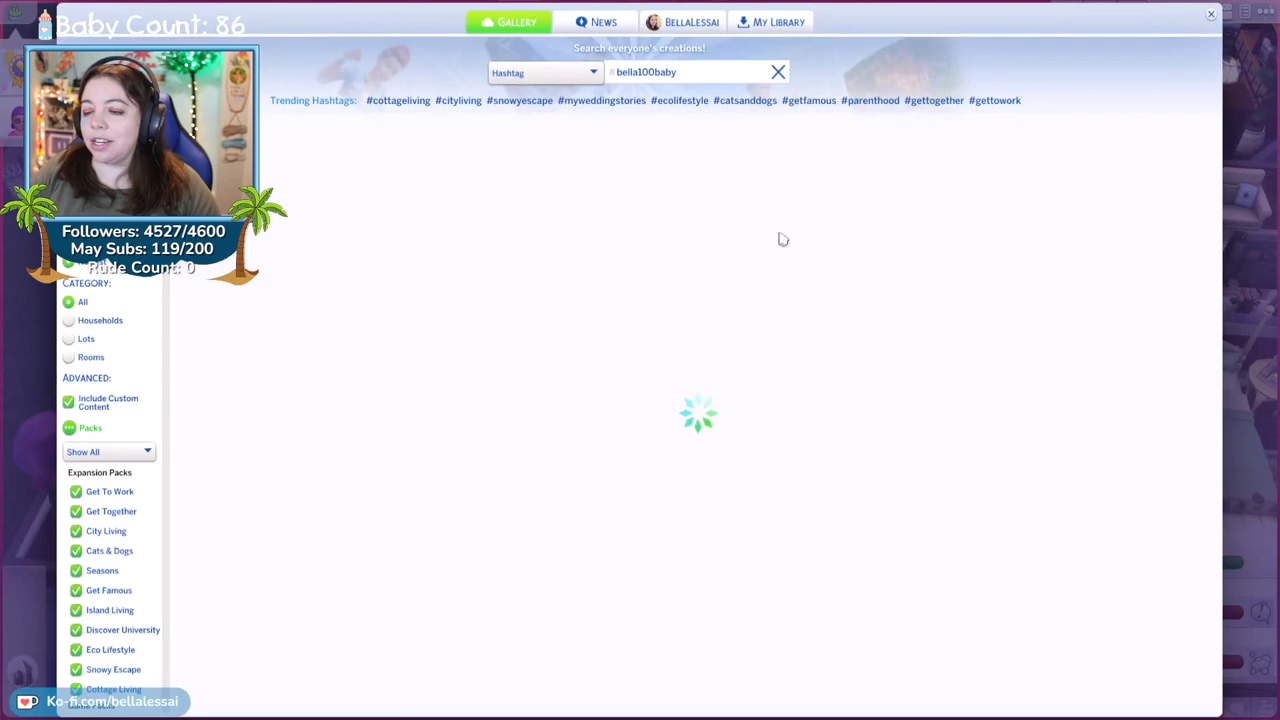 Baby Count: 86
GALLERY
NEWS
BELLALESSAI
MY LIBRARY
Search everyone's creations!
Hashtag
# bella100baby
Trending Hashtags: #cottageliving #cityliving #snowyescape #myweddingstories #ecolifestyle #catsanddogs #getfamous #parenthood #gettogether #gettowork
Followers: 4527/4600
May Subs: 119/200
Rude Count: 0
CATEGORY:
All
Households
Lots
Rooms
ADVANCED:
Include Custom
Content
Packs
Show All
Expansion Packs
Get To Work
Get Together
City Living
Cats & Dogs
Seasons
Get Famous
Island Living
Discover University
Eco Lifestyle
Snowy Escape
Cottage Living
Ko-fi.com/bellalessai